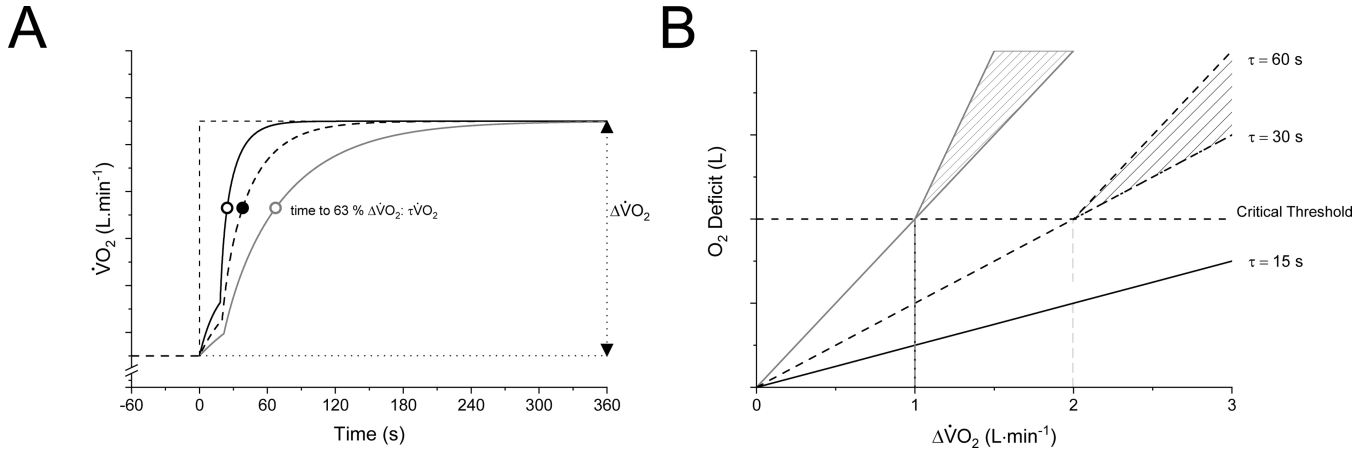 A
V̇O₂ (L.min⁻¹)
time to 63 % ΔV̇O₂: τV̇O₂
ΔV̇O₂
-60 0 60 120 180 240 300 360
Time (s)
B
O₂ Deficit (L)
τ = 60 s
τ = 30 s
Critical Threshold
τ = 15 s
0 1 2 3
ΔV̇O₂ (L·min⁻¹)